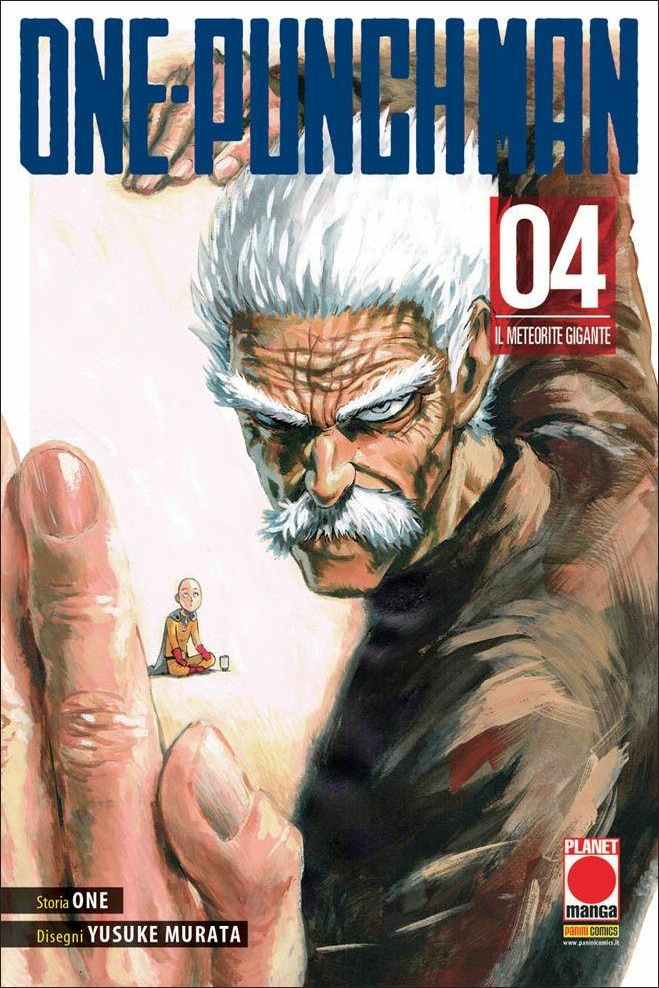 ONE-PUNCH MAN
04
IL METEORITE GIGANTE
Storia ONE
Disegni YUSUKE MURATA
PLANET
manga
PANINI COMICS
www.paninicomics.it